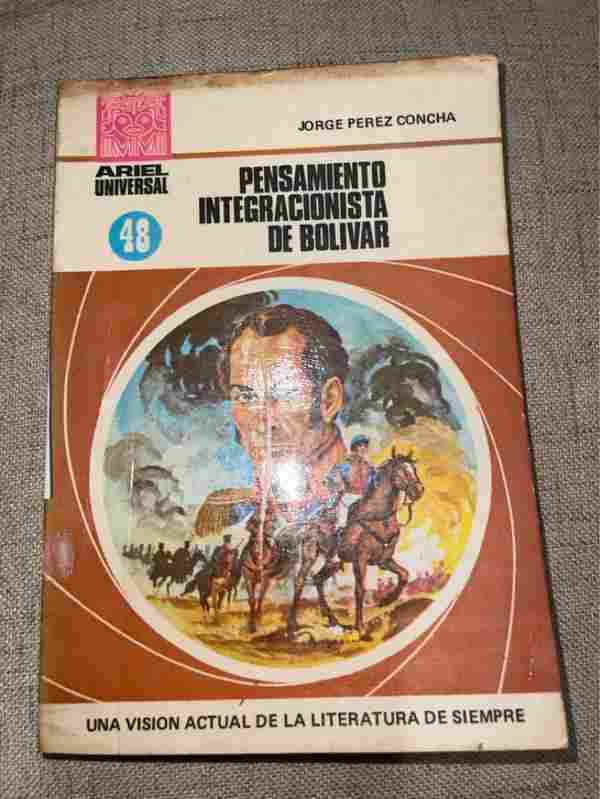 JORGE PEREZ CONCHA
ARIEL
UNIVERSAL
48
PENSAMIENTO
INTEGRACIONISTA
DE BOLIVAR
UNA VISION ACTUAL DE LA LITERATURA DE SIEMPRE